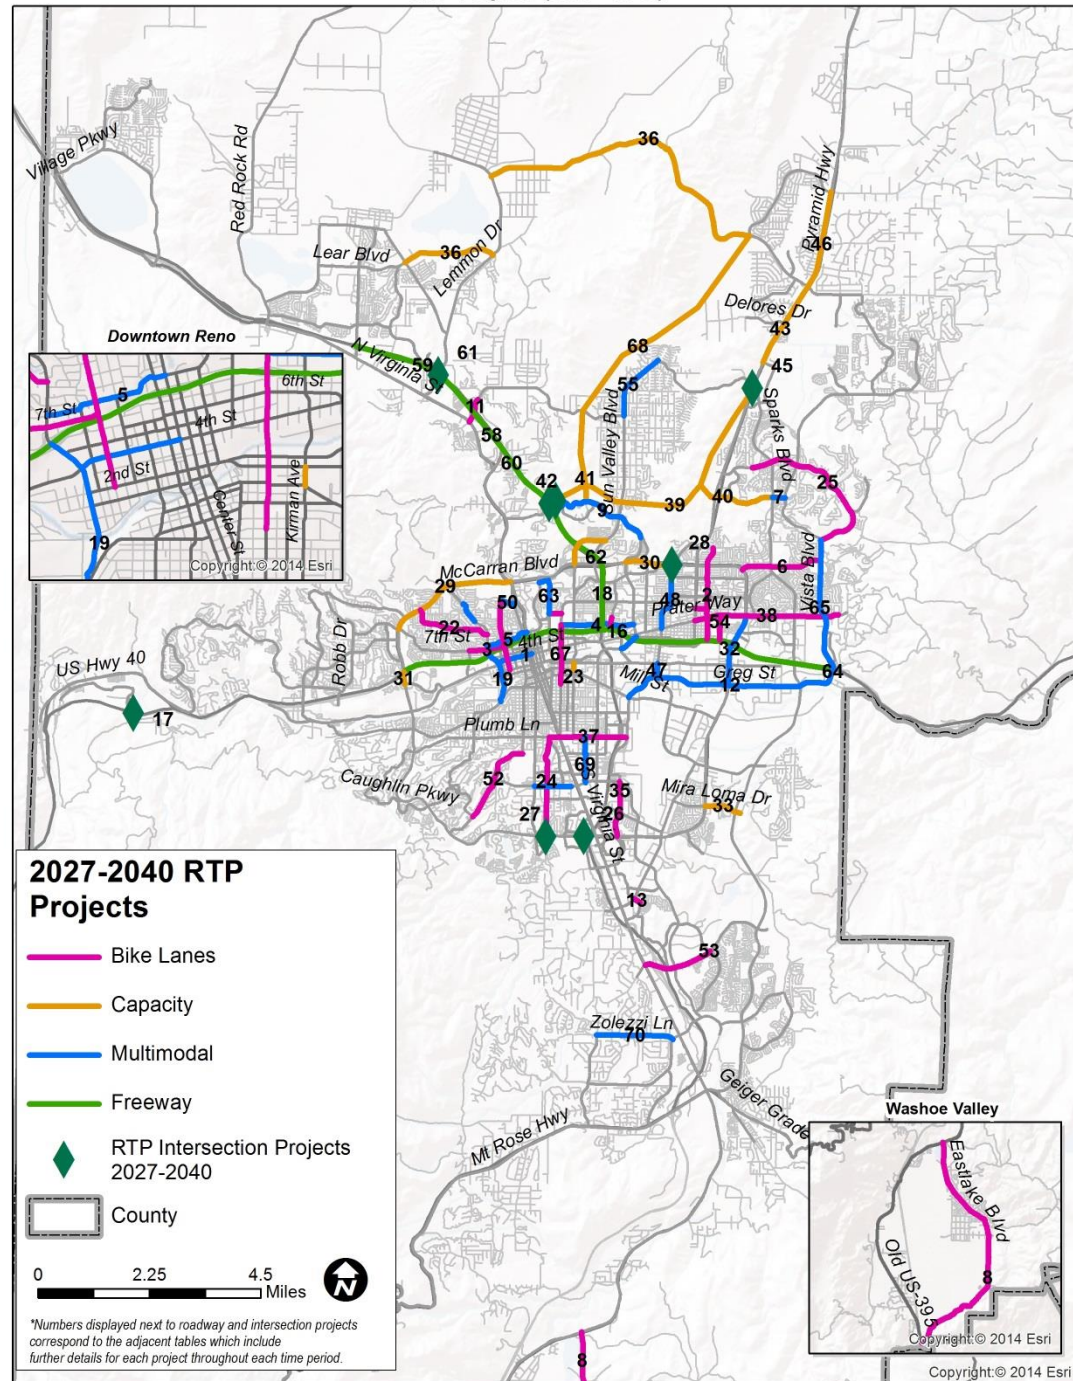 36
Village Pkwy
Red Rock Rd
Pyramid Hwy
46
Lear Blvd
36
Lemmon Dr
Delores Dr
43
Downtown Reno
N Virginia St
59
61
68
45
55
Sparks Blvd
5
6th St
7th St
4th St
2nd St
19
Center St
Kirman Ave
Copyright:© 2014 Esri
11
58
60
Sun Valley Blvd
42
41
9
39
40
7
25
28
McCarran Blvd
62
30
6
Vista Blvd
29
50
63
18
48
2
Prater Way
65
22
7th St
5
4th St
4
16
54
38
3
1
67
32
US Hwy 40
Robb Dr
31
19
23
Mill St
47
Greg St
12
64
17
Plumb Ln
37
69
Caughlin Pkwy
52
24
35
Mira Loma Dr
33
27
26
S Virginia St
13
53
Zolezzi Ln
70
Geiger Grade
Mt Rose Hwy
8
2027-2040 RTP
Projects
Bike Lanes
Capacity
Multimodal
Freeway
RTP Intersection Projects
2027-2040
County
0 2.25 4.5
Miles
N
*Numbers displayed next to roadway and intersection projects
correspond to the adjacent tables which include
further details for each project throughout each time period.
Washoe Valley
Eastlake Blvd
Old US-395
8
Copyright:© 2014 Esri
Copyright:© 2014 Esri